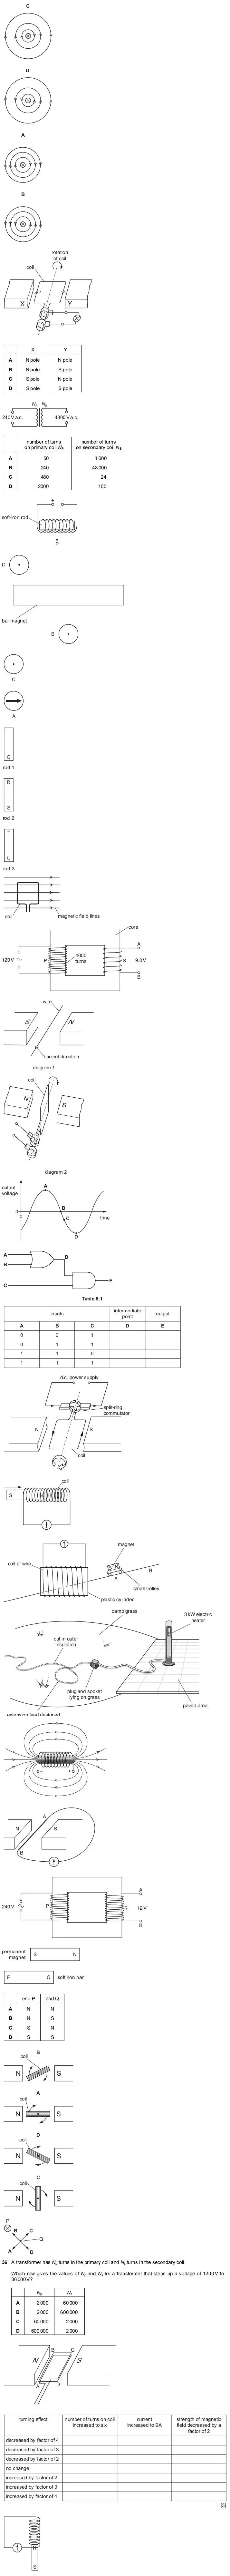 C
D
A
B
rotation
of coil
coil
X
Y
X Y
A N pole N pole
B N pole S pole
C S pole N pole
D S pole S pole
NP NS
240 V a.c. 4800 V a.c.
number of turns on primary coil NP number of turns on secondary coil NS
A 50 1000
B 240 48 000
C 480 24
D 2000 100
+ –
soft-iron rod
P
D
bar magnet
B
C
A
Q
rod 1
R
S
rod 2
T
U
rod 3
coil magnetic field lines
core
120 V P 4000 turns S 9.0 V
A
B
wire
S N
current direction
diagram 1
coil
N S
diagram 2
output
voltage
A
B
0
C
time
D
A
B
D
C
E
Table 8.1
inputs intermediate point output
A B C D E
0 0 1
0 1 1
1 1 0
1 1 1
d.c. power supply
split-ring
commutator
N S
coil
coil
S N
magnet
coil of wire
N
A
B
small trolley
plastic cylinder
damp grass
3 kW electric
heater
cut in outer
insulation
plug and socket
lying on grass
paved area
extension lead designed
– +
A
N S
B
240 V P S 12 V
A
B
permanent
magnet
S N
P Q soft iron bar
end P end Q
A N N
B N S
C S N
D S S
B
coil
N S
A
coil
N S
D
coil
N S
C
coil
N S
P
B C
Q
A D
36 A transformer has Np turns in the primary coil and Ns turns in the secondary coil.
Which row gives the values of Np and Ns for a transformer that steps up a voltage of 1200 V to
36 000 V?
Np Ns
A 2 000 60 000
B 2 000 600 000
C 60 000 2 000
D 600 000 2 000
B C
N S
A D
turning effect number of turns on coil increased to six current increased to 9A strength of magnetic field decreased by a factor of 2
decreased by factor of 4
decreased by factor of 3
decreased by factor of 2
no change
increased by factor of 2
increased by factor of 3
increased by factor of 4
[3]
N
S